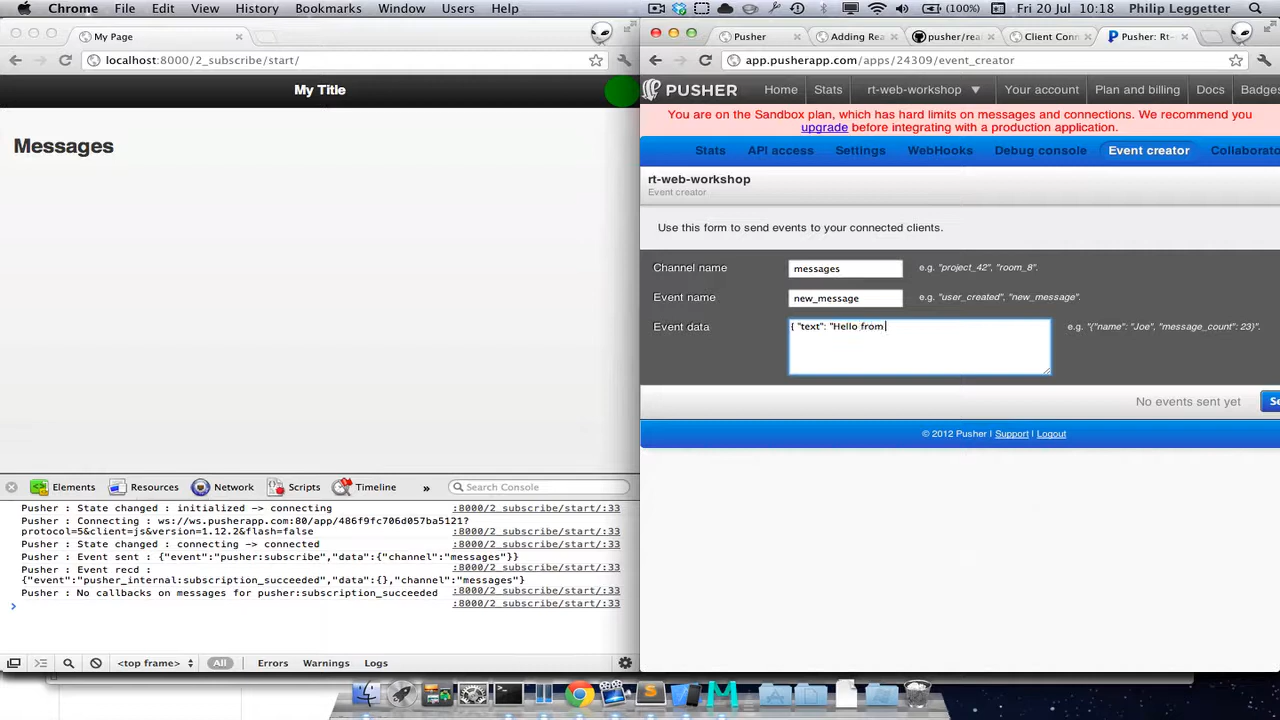 Chrome File Edit View History Bookmarks Window Users Help (100%) Fri 20 Jul 10:18 Philip Leggetter
My Page
localhost:8000/2_subscribe/start/
My Title
Messages
Elements Resources Network Scripts Timeline » Search Console
Pusher : State changed : initialized -> connecting :8000/2_subscribe/start/:33
Pusher : Connecting : ws://ws.pusherapp.com:80/app/486f9fc706d057ba5121?
protocol=5&client=js&version=1.12.2&flash=false :8000/2_subscribe/start/:33
Pusher : State changed : connecting -> connected :8000/2_subscribe/start/:33
Pusher : Event sent : {"event":"pusher:subscribe","data":{"channel":"messages"}}
Pusher : Event recd : :8000/2_subscribe/start/:33
{"event":"pusher_internal:subscription_succeeded","data":{},"channel":"messages"}
Pusher : No callbacks on messages for pusher:subscription_succeeded :8000/2_subscribe/start/:33
:8000/2_subscribe/start/:33
>
<top frame> All Errors Warnings Logs
Pusher Adding Rea pusher/rea Client Conn Pusher: Rt-
app.pusherapp.com/apps/24309/event_creator
PUSHER Home Stats rt-web-workshop Your account Plan and billing Docs Badges
You are on the Sandbox plan, which has hard limits on messages and connections. We recommend you
upgrade before integrating with a production application.
Stats API access Settings WebHooks Debug console Event creator Collaborato
rt-web-workshop
Event creator
Use this form to send events to your connected clients.
Channel name messages e.g. "project_42", "room_8".
Event name new_message e.g. "user_created", "new_message".
Event data { "text": "Hello from e.g. "{"name": "Joe", "message_count": 23}".
No events sent yet Se
© 2012 Pusher | Support | Logout